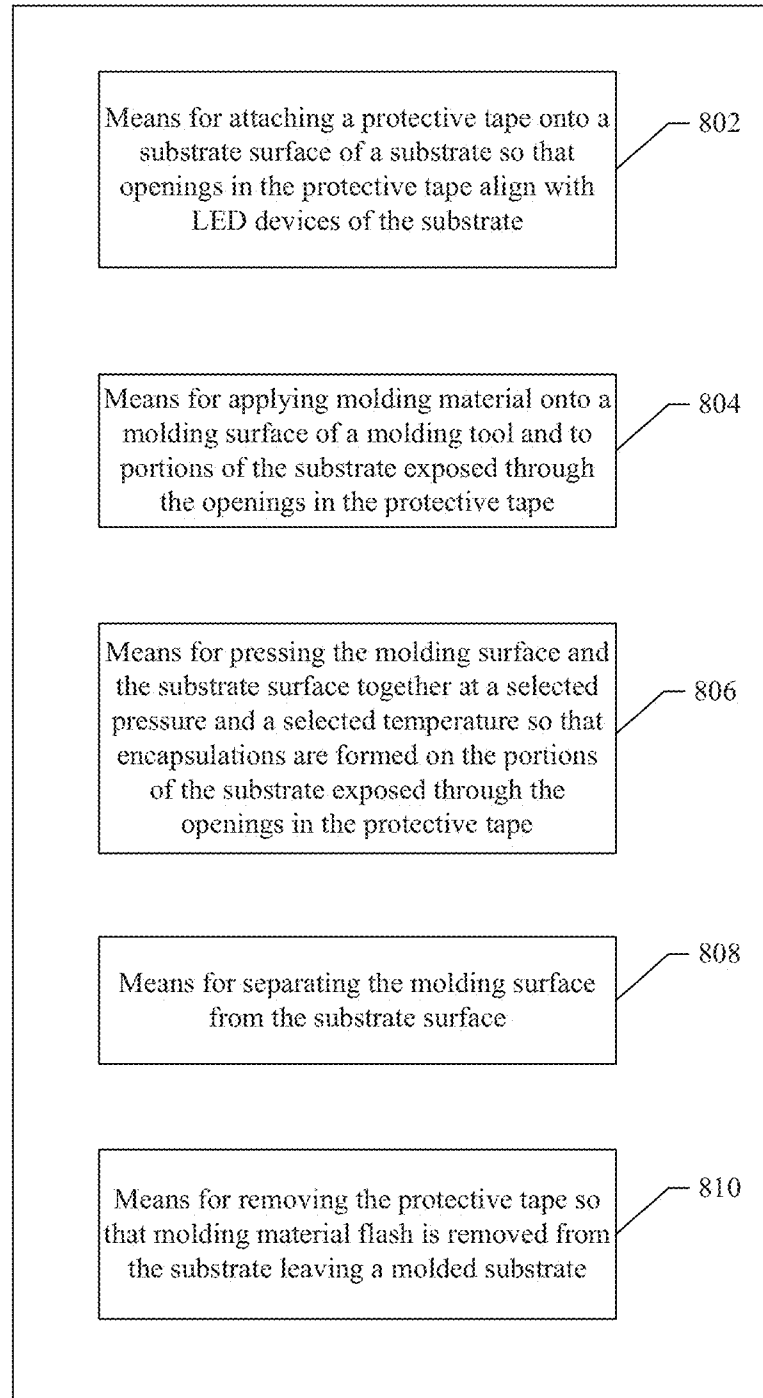 Means for attaching a protective tape onto a
substrate surface of a substrate so that
openings in the protective tape align with
LED devices of the substrate
802
Means for applying molding material onto a
molding surface of a molding tool and to
portions of the substrate exposed through
the openings in the protective tape
804
Means for pressing the molding surface and
the substrate surface together at a selected
pressure and a selected temperature so that
encapsulations are formed on the portions
of the substrate exposed through the
openings in the protective tape
806
Means for separating the molding surface
from the substrate surface
808
Means for removing the protective tape so
that molding material flash is removed from
the substrate leaving a molded substrate
810